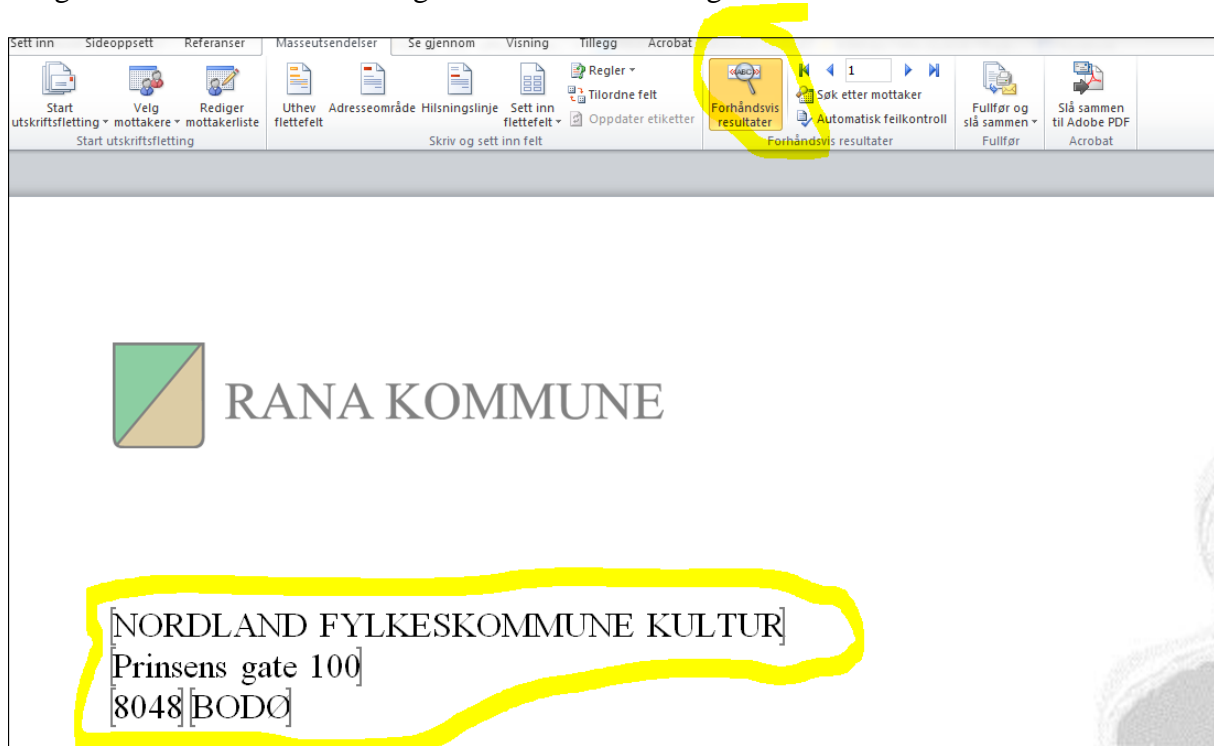 Sett inn Sideoppsett Referanser Masseutsendelser Se gjennom Visning Tillegg Acrobat
Start utskriftsfletting
Velg mottakere
Rediger mottakerliste
Start utskriftsfletting
Uthev flettefelt
Adresseområde
Hilsningslinje
Sett inn flettefelt
Regler
Tilordne felt
Oppdater etiketter
Skriv og sett inn felt
«ABC»
Forhåndsvis resultater
1
Søk etter mottaker
Automatisk feilkontroll
Forhåndsvis resultater
Fullfør og slå sammen
Fullfør
Slå sammen til Adobe PDF
Acrobat
RANA KOMMUNE
[NORDLAND FYLKESKOMMUNE KULTUR]
[Prinsens gate 100]
[8048] [BODØ]